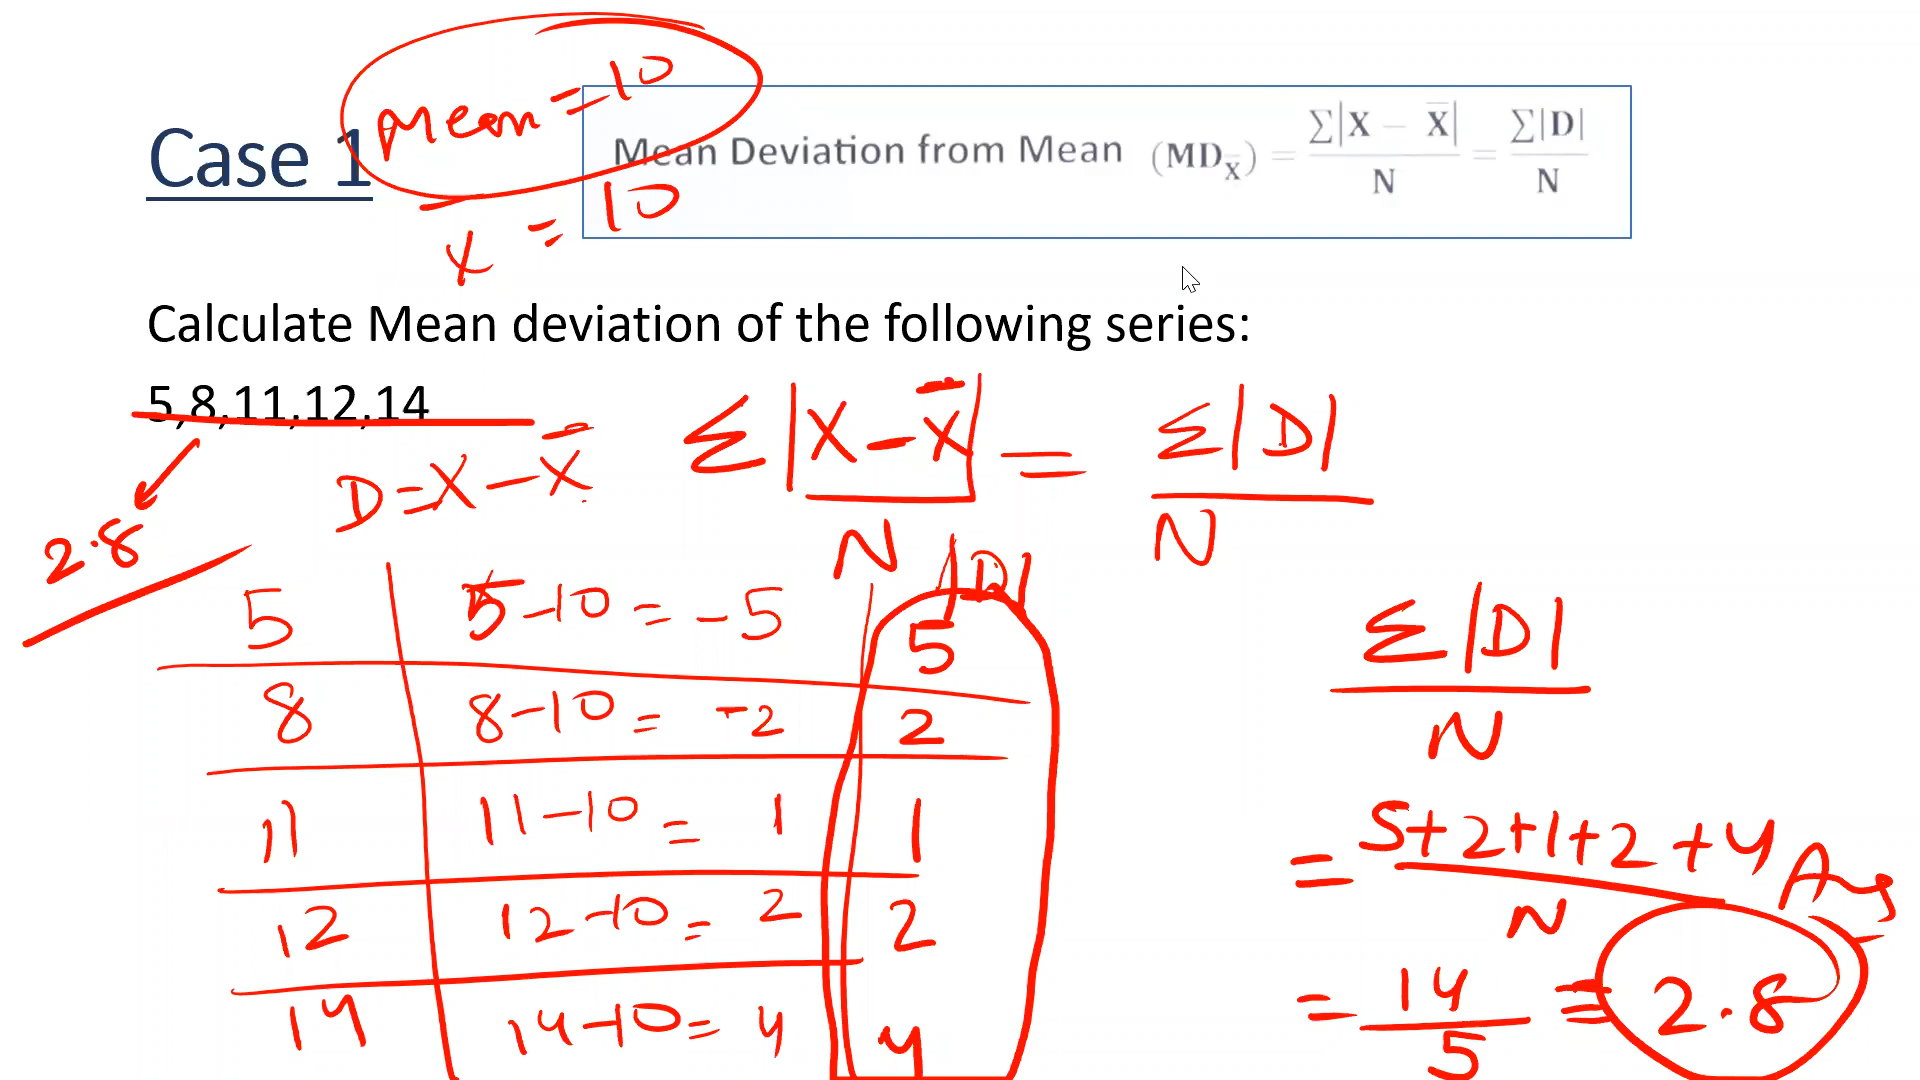 mean = 10
Case 1
Mean Deviation from Mean (MD_X̄) = Σ|X − X̄| / N = Σ|D| / N
x̄ = 10
Calculate Mean deviation of the following series:
5,8,11,12,14
2.8
D = X − X̄
Σ|X − X̄| / N = Σ|D| / N
|D|
5 5-10 = -5 5
8 8-10 = -2 2
11 11-10 = 1 1
12 12-10 = 2 2
14 14-10 = 4 4
Σ|D| / N
= 5+2+1+2+4 / N
Ans
= 14 / 5 = 2.8